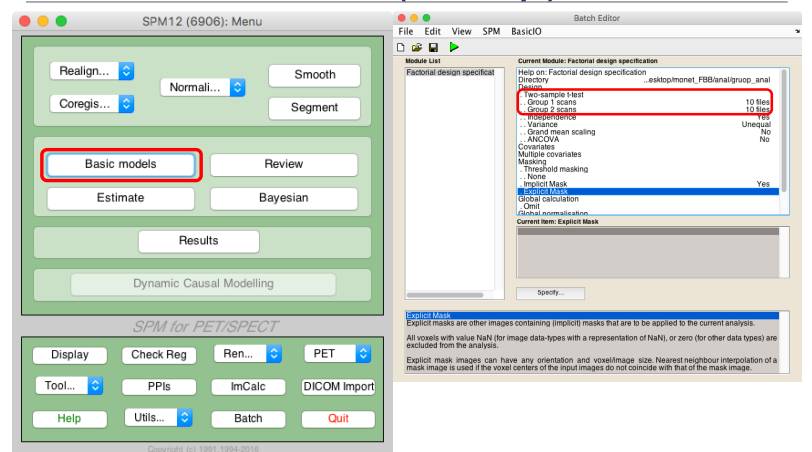 SPM12 (6906): Menu
Realign...
Normali...
Smooth
Coregis...
Segment
Basic models
Review
Estimate
Bayesian
Results
Dynamic Causal Modelling
SPM for PET/SPECT
Display
Check Reg
Ren...
PET
Tool...
PPIs
ImCalc
DICOM Import
Help
Utils...
Batch
Quit
Copyright (c) 1991,1994-2016
Batch Editor
File Edit View SPM BasicIO
Module List
Factorial design specificat
Current Module: Factorial design specification
Help on: Factorial design specification
Directory ...esktop/monet_FBB/anal/gruop_anal
Design
. Two-sample t-test
. . Group 1 scans 10 files
. . Group 2 scans 10 files
. . Independence Yes
. . Variance Unequal
. . Grand mean scaling No
. . ANCOVA No
Covariates
Multiple covariates
Masking
. Threshold masking
. . None
. Implicit Mask Yes
. Explicit Mask
Global calculation
. Omit
Global normalisation
Current Item: Explicit Mask
Specify...
Explicit Mask
Explicit masks are other images containing (implicit) masks that are to be applied to the current analysis.
All voxels with value NaN (for image data-types with a representation of NaN), or zero (for other data types) are
excluded from the analysis.
Explicit mask images can have any orientation and voxel/image size. Nearest neighbour interpolation of a
mask image is used if the voxel centers of the input images do not coincide with that of the mask image.